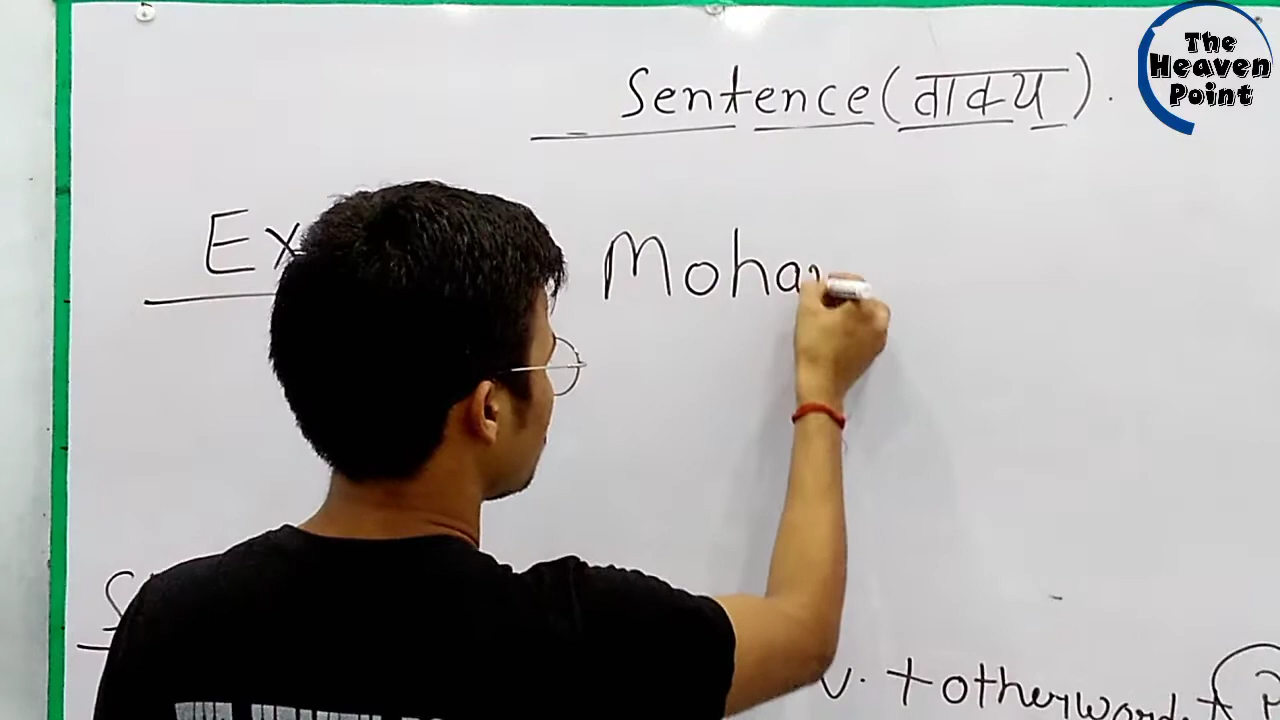 The
Heaven
Point
Sentence (वाक्य).
Ex
Moha
v. + otherword +